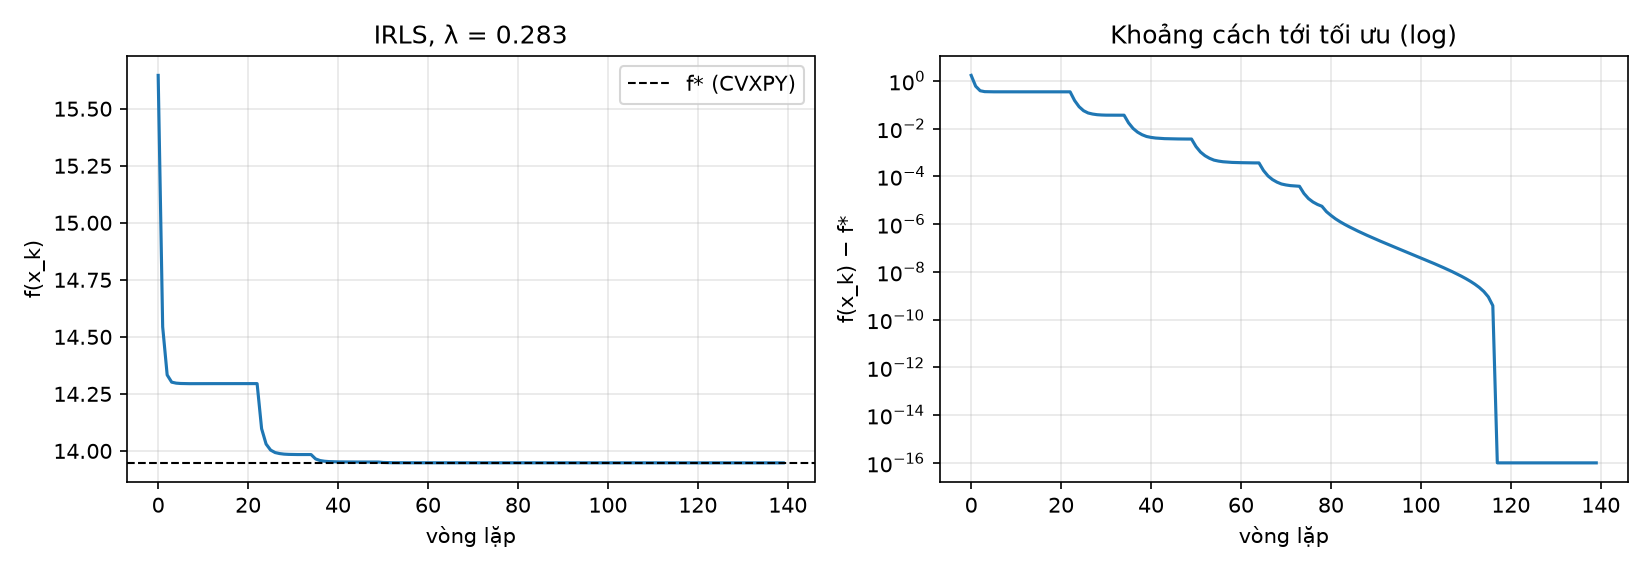 IRLS, λ = 0.283
f(x_k)
15.50
15.25
15.00
14.75
14.50
14.25
14.00
f* (CVXPY)
0 20 40 60 80 100 120 140
vòng lặp
Khoảng cách tới tối ưu (log)
f(x_k) − f*
10⁰
10⁻²
10⁻⁴
10⁻⁶
10⁻⁸
10⁻¹⁰
10⁻¹²
10⁻¹⁴
10⁻¹⁶
0 20 40 60 80 100 120 140
vòng lặp